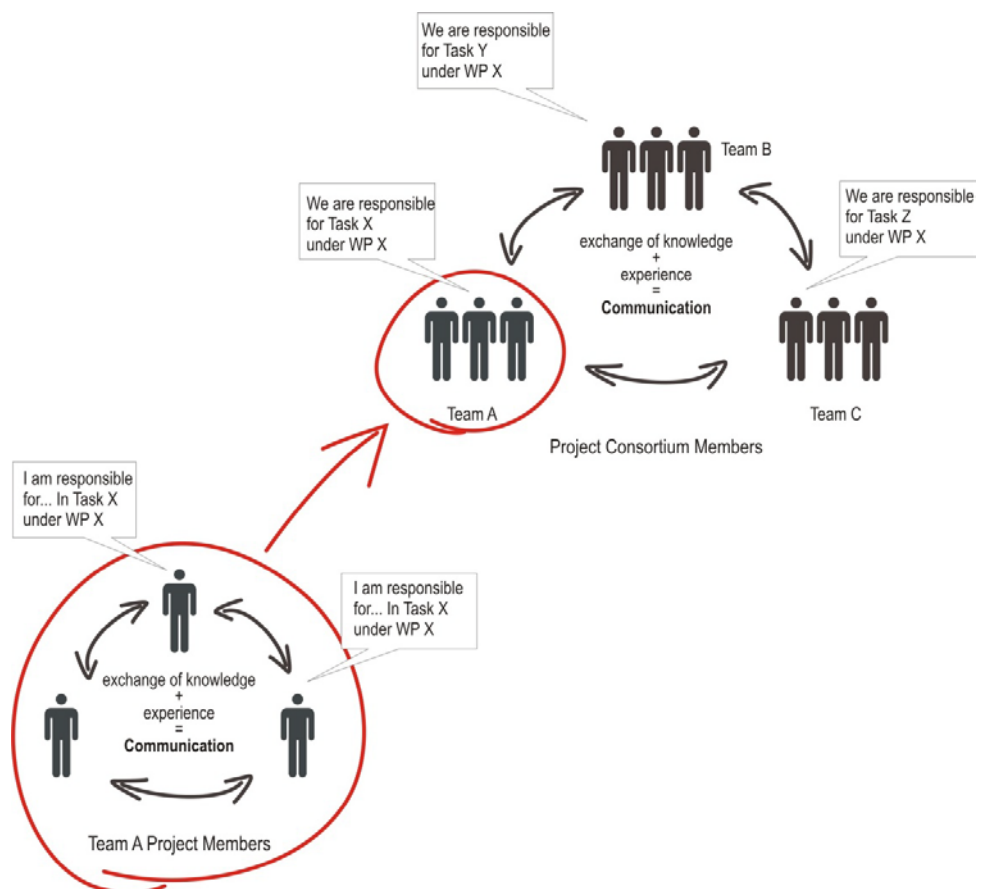 We are responsible
for Task Y
under WP X
Team B
We are responsible
for Task X
under WP X
We are responsible
for Task Z
under WP X
exchange of knowledge
+
experience
=
Communication
Team A
Team C
Project Consortium Members
I am responsible
for... In Task X
under WP X
I am responsible
for... In Task X
under WP X
exchange of knowledge
+
experience
=
Communication
Team A Project Members